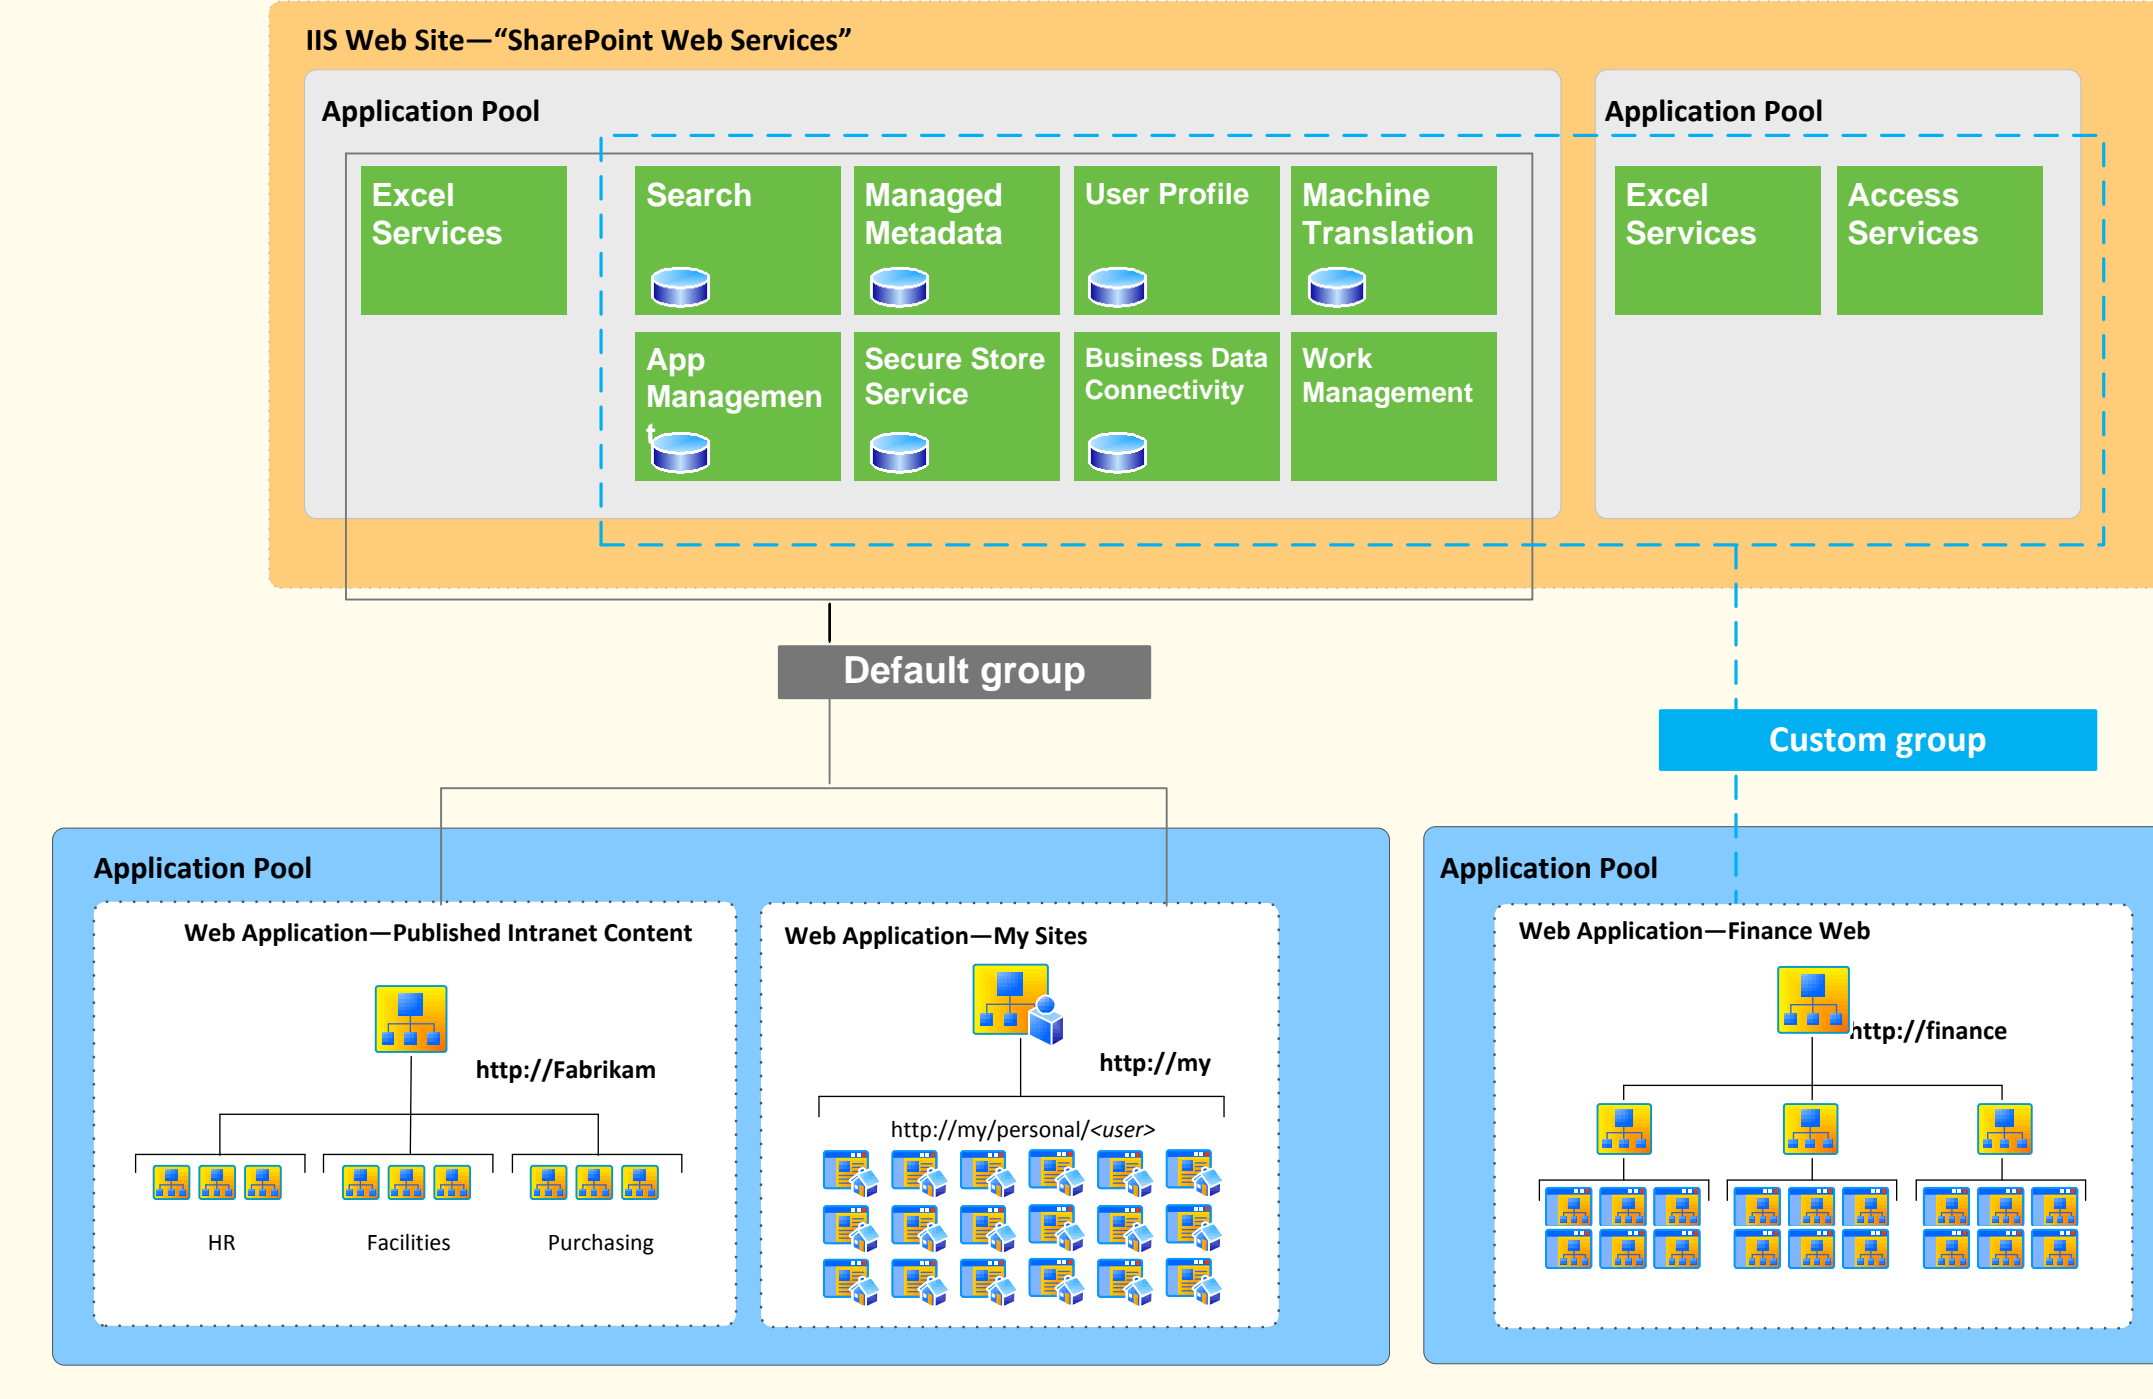 IIS Web Site—“SharePoint Web Services”
Application Pool
Application Pool
Excel
Services
Search
Managed
Metadata
User Profile
Machine
Translation
Excel
Services
Access
Services
App
Managemen
t
Secure Store
Service
Business Data
Connectivity
Work
Management
Default group
Custom group
Application Pool
Application Pool
Web Application—Published Intranet Content
http://Fabrikam
HR
Facilities
Purchasing
Web Application—My Sites
http://my
http://my/personal/<user>
Web Application—Finance Web
http://finance